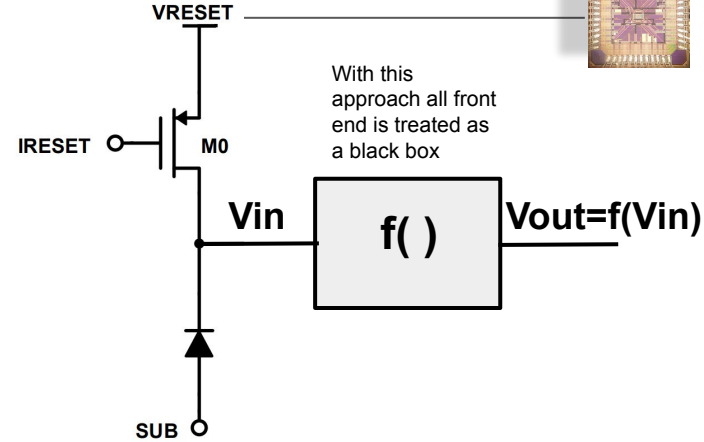 VRESET
With this
approach all front
end is treated as
a black box
IRESET
M0
Vin
f( )
Vout=f(Vin)
SUB